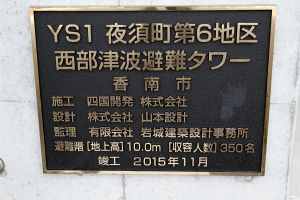 YS1 夜須町第6地区
西部津波避難タワー
香南市
施工 四国開発 株式会社
設計 株式会社 山本設計
監理 有限会社 岩城建築設計事務所
避難階[地上高]10.0m [収容人数]350名
竣工 2015年11月